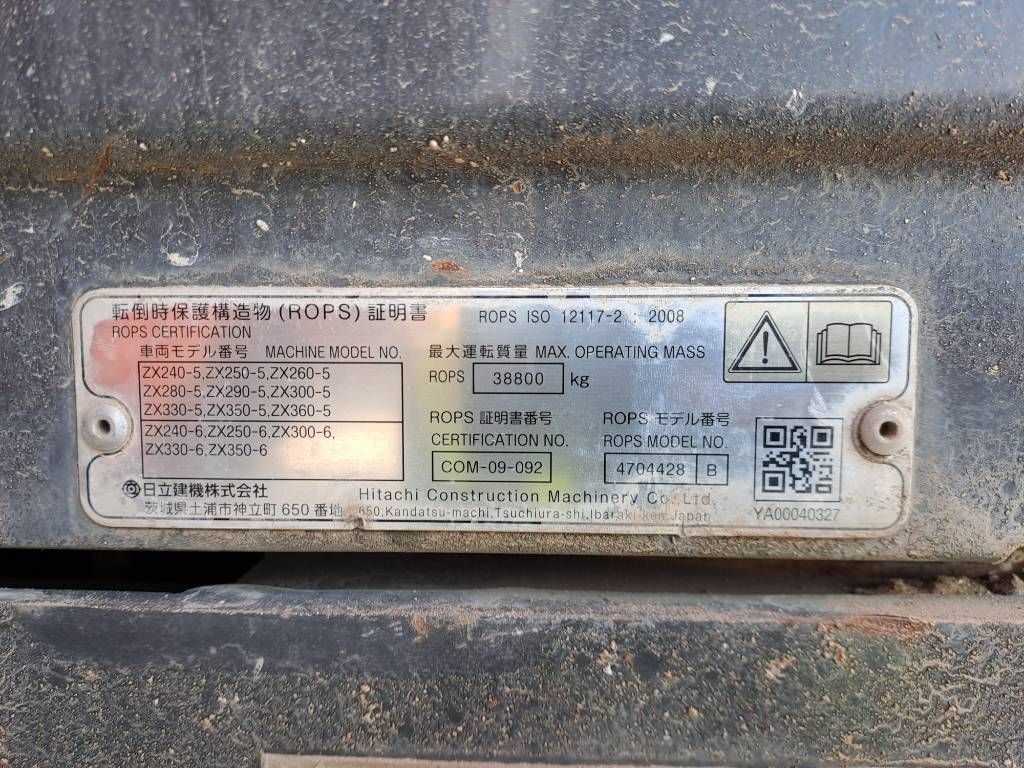 転倒時保護構造物 (ROPS) 証明書
ROPS CERTIFICATION
ROPS ISO 12117-2 : 2008
車両モデル番号 MACHINE MODEL NO.
ZX240-5,ZX250-5,ZX260-5
ZX280-5,ZX290-5,ZX300-5
ZX330-5,ZX350-5,ZX360-5
ZX240-6,ZX250-6,ZX300-6,
ZX330-6,ZX350-6
最大運転質量 MAX. OPERATING MASS
ROPS 38800 kg
ROPS 証明書番号
CERTIFICATION NO.
COM-09-092
ROPS モデル番号
ROPS MODEL NO.
4704428 B
日立建機株式会社
茨城県土浦市神立町 650 番地
Hitachi Construction Machinery Co., Ltd.
650,Kandatsu-machi,Tsuchiura-shi,Ibaraki-ken,Japan
YA00040327